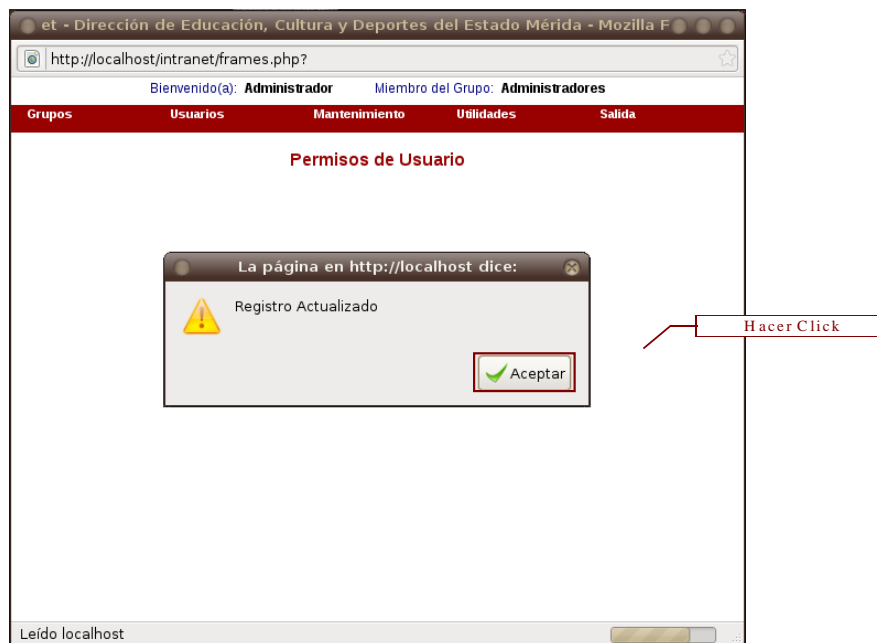 et - Dirección de Educación, Cultura y Deportes del Estado Mérida - Mozilla F
http://localhost/intranet/frames.php?
Bienvenido(a): Administrador Miembro del Grupo: Administradores
Grupos Usuarios Mantenimiento Utilidades Salida
Permisos de Usuario
La página en http://localhost dice:
Registro Actualizado
Hacer Click
Aceptar
Leído localhost